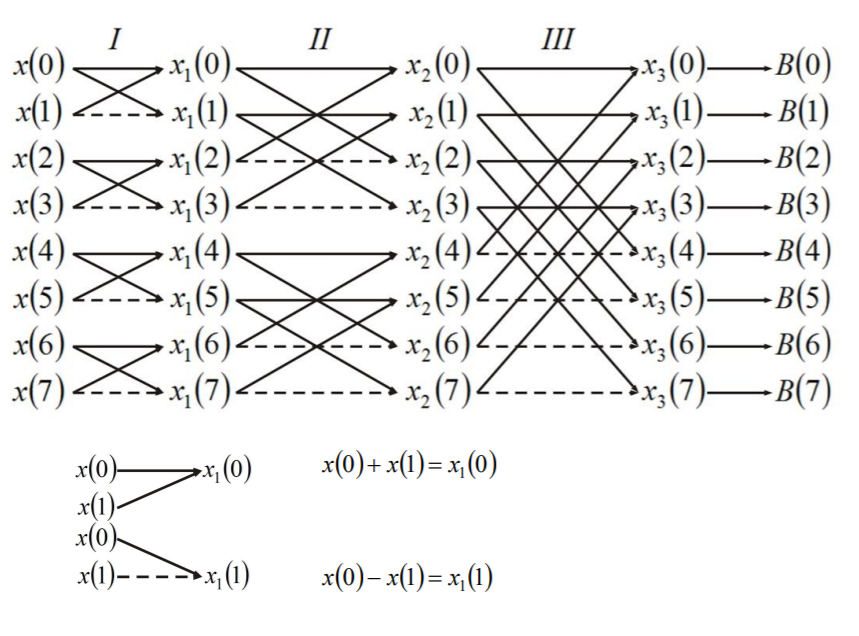 I II III
x(0) x₁(0) x₂(0) x₃(0) B(0)
x(1) x₁(1) x₂(1) x₃(1) B(1)
x(2) x₁(2) x₂(2) x₃(2) B(2)
x(3) x₁(3) x₂(3) x₃(3) B(3)
x(4) x₁(4) x₂(4) x₃(4) B(4)
x(5) x₁(5) x₂(5) x₃(5) B(5)
x(6) x₁(6) x₂(6) x₃(6) B(6)
x(7) x₁(7) x₂(7) x₃(7) B(7)
x(0) x₁(0) x(0)+x(1)=x₁(0)
x(1)
x(0)
x(1) x₁(1) x(0)−x(1)=x₁(1)